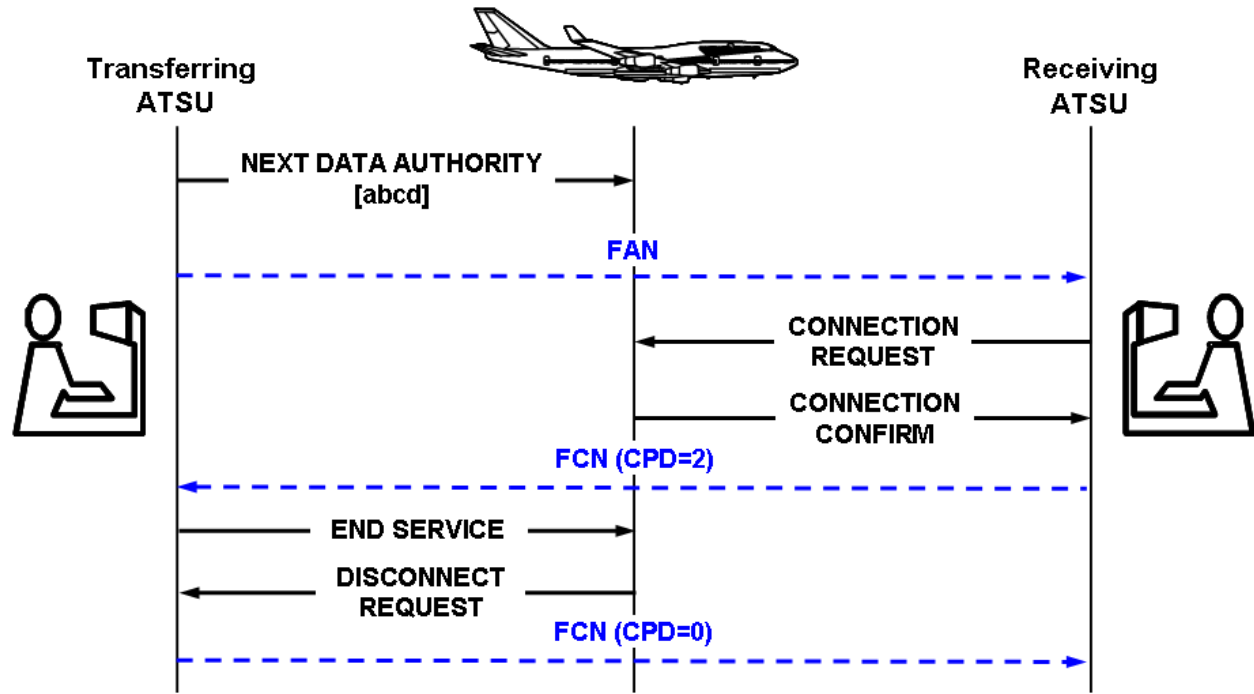 Transferring
ATSU
Receiving
ATSU
NEXT DATA AUTHORITY
[abcd]
FAN
CONNECTION
REQUEST
CONNECTION
CONFIRM
FCN (CPD=2)
END SERVICE
DISCONNECT
REQUEST
FCN (CPD=0)